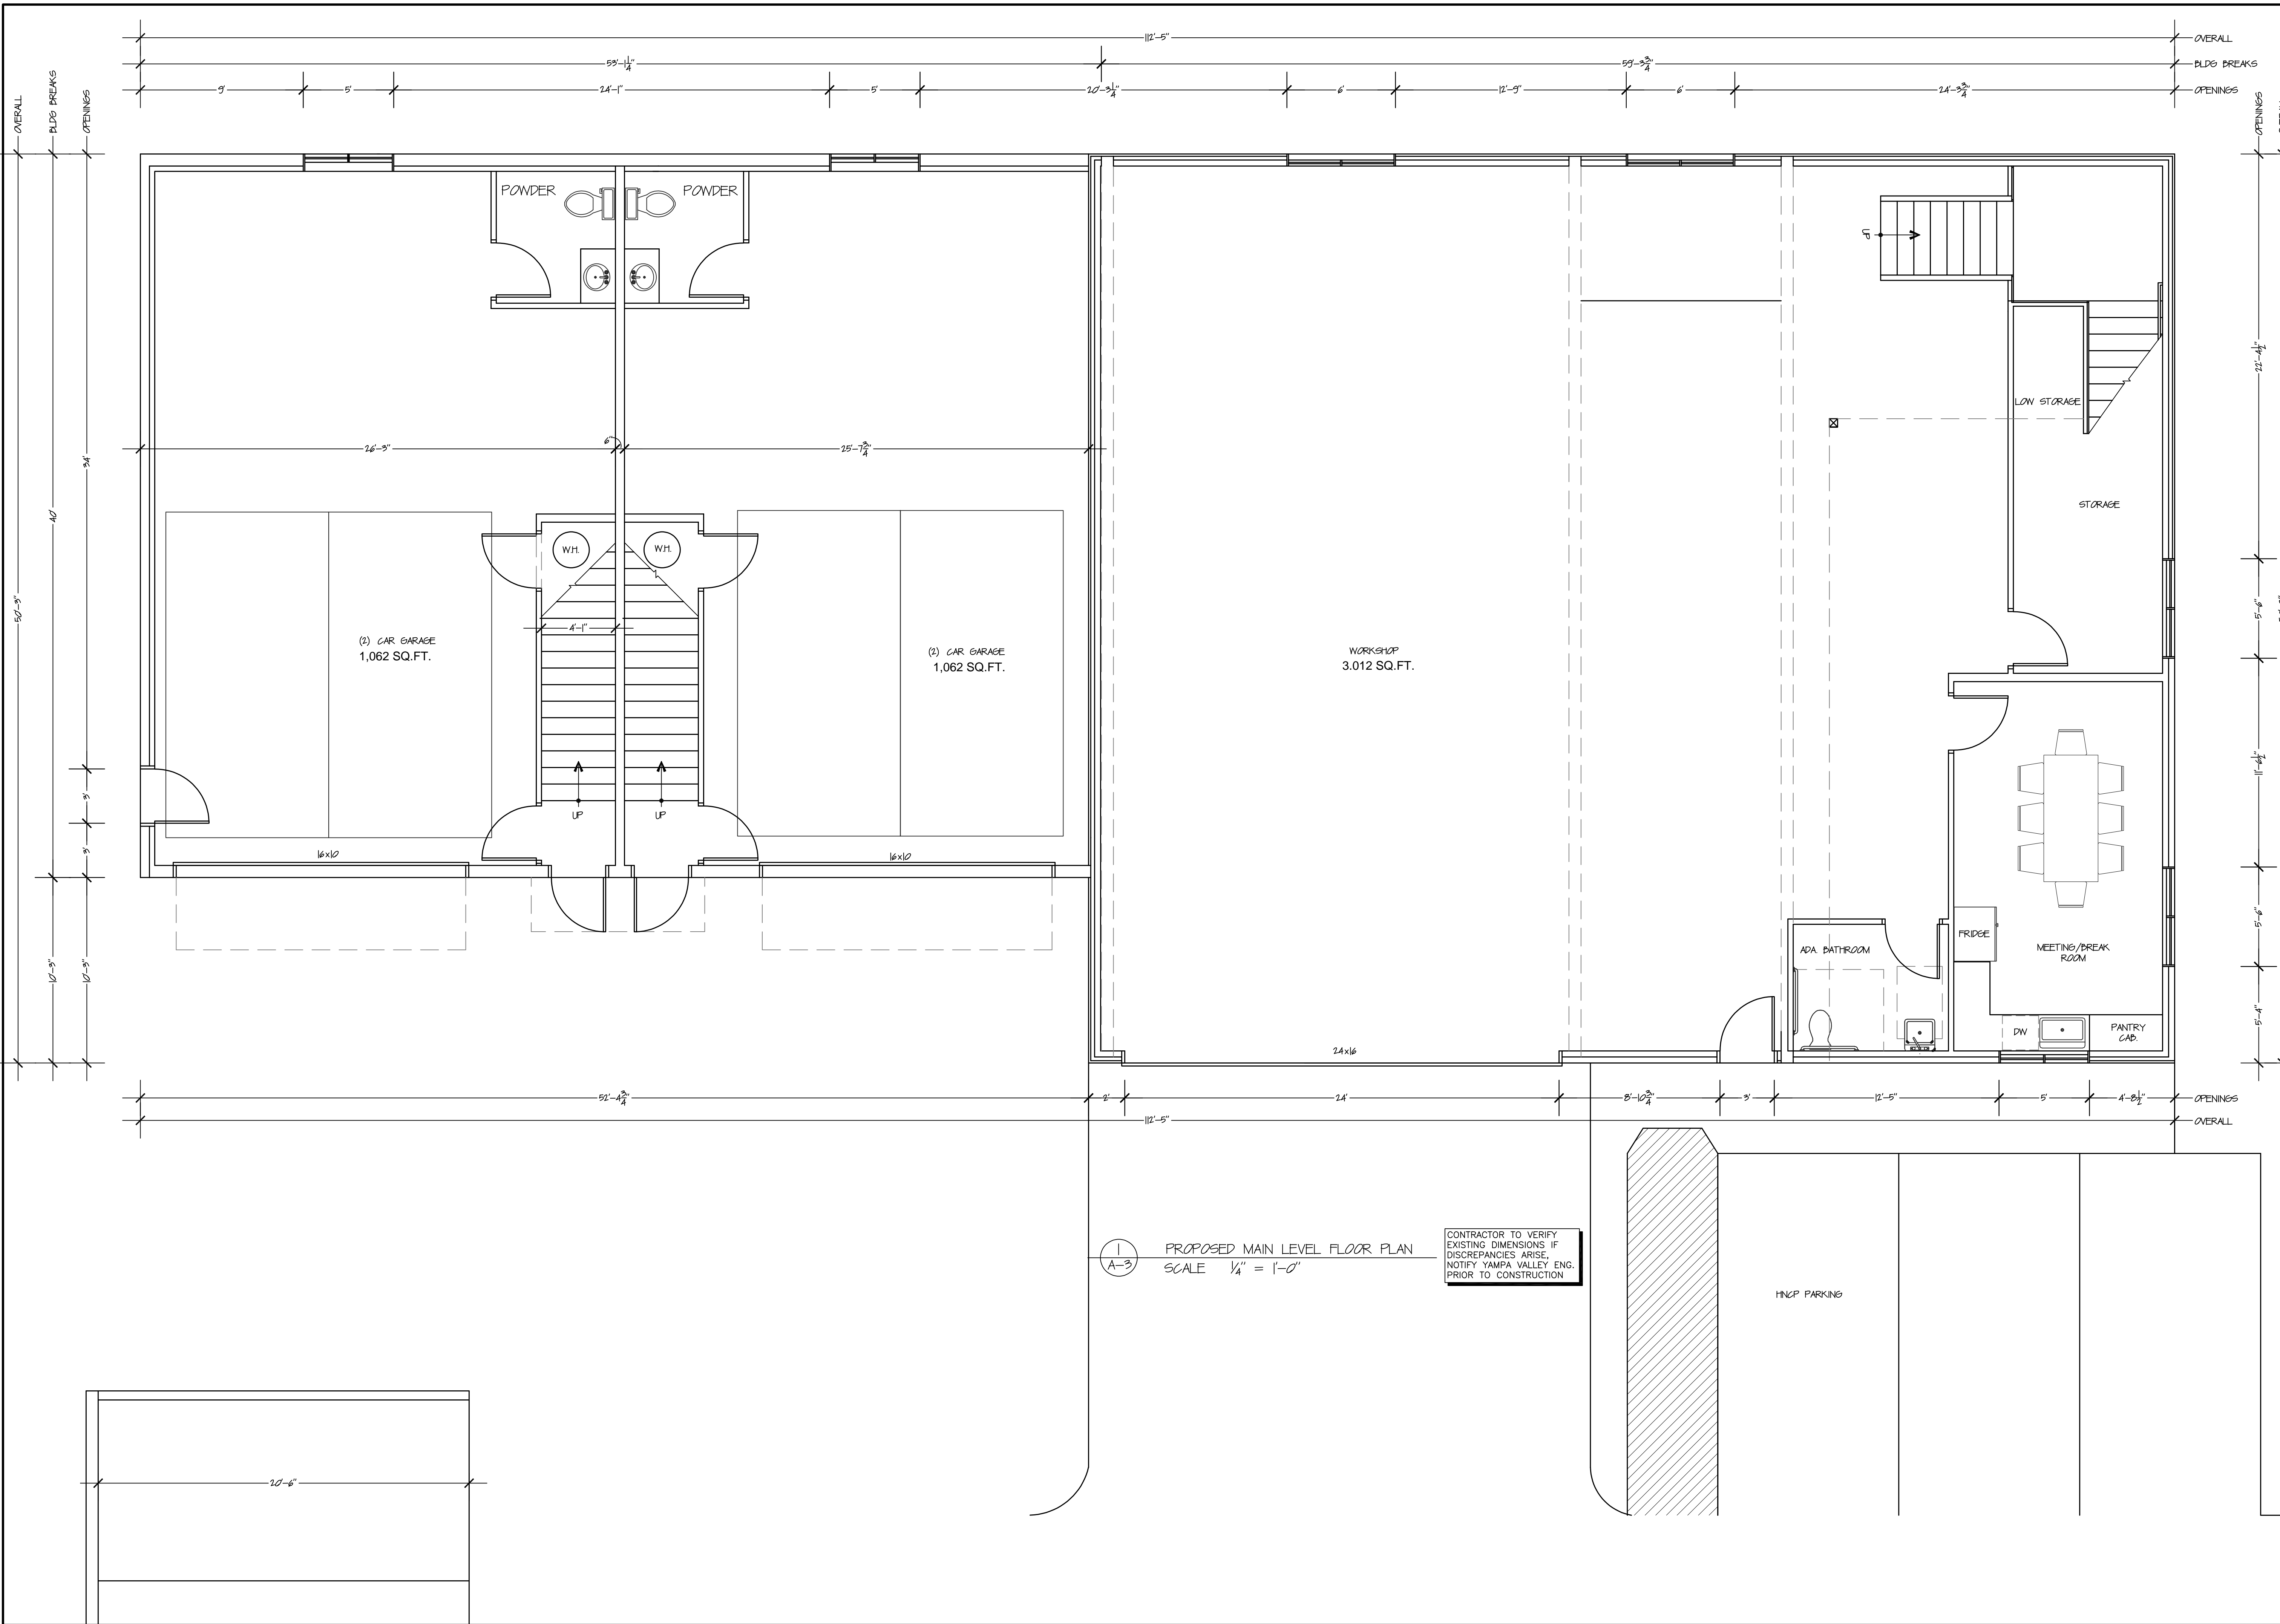 112'-5"
OVERALL
53'-1 1/4"
59'-3 3/4"
BLDG BREAKS
9'
5'
24'-1"
5'
20'-3 1/4"
6'
12'-9"
6'
24'-3 3/4"
OPENINGS
OVERALL
BLDG BREAKS
OPENINGS
OPENINGS
50'-3"
40'
10'-3"
34'
3'
3'
10'-3"
22'-4 1/2"
5'-6"
11'-6 1/2"
5'-6"
5'-4"
POWDER
POWDER
UP
LOW STORAGE
26'-3"
6"
25'-7 3/4"
STORAGE
W.H.
W.H.
4'-1"
(2) CAR GARAGE
1,062 SQ.FT.
(2) CAR GARAGE
1,062 SQ.FT.
WORKSHOP
3.012 SQ.FT.
UP
UP
16x10
16x10
FRIDGE
ADA. BATHROOM
MEETING/BREAK
ROOM
DW
PANTRY
CAB.
24x16
52'-4 3/4"
2'
24'
8'-10 3/4"
3'
12'-5"
5'
4'-8 1/2"
OPENINGS
112'-5"
OVERALL
1
A-3
PROPOSED MAIN LEVEL FLOOR PLAN
SCALE 1/4" = 1'-0"
CONTRACTOR TO VERIFY
EXISTING DIMENSIONS IF
DISCREPANCIES ARISE,
NOTIFY YAMPA VALLEY ENG.
PRIOR TO CONSTRUCTION
HNCP PARKING
20'-6"